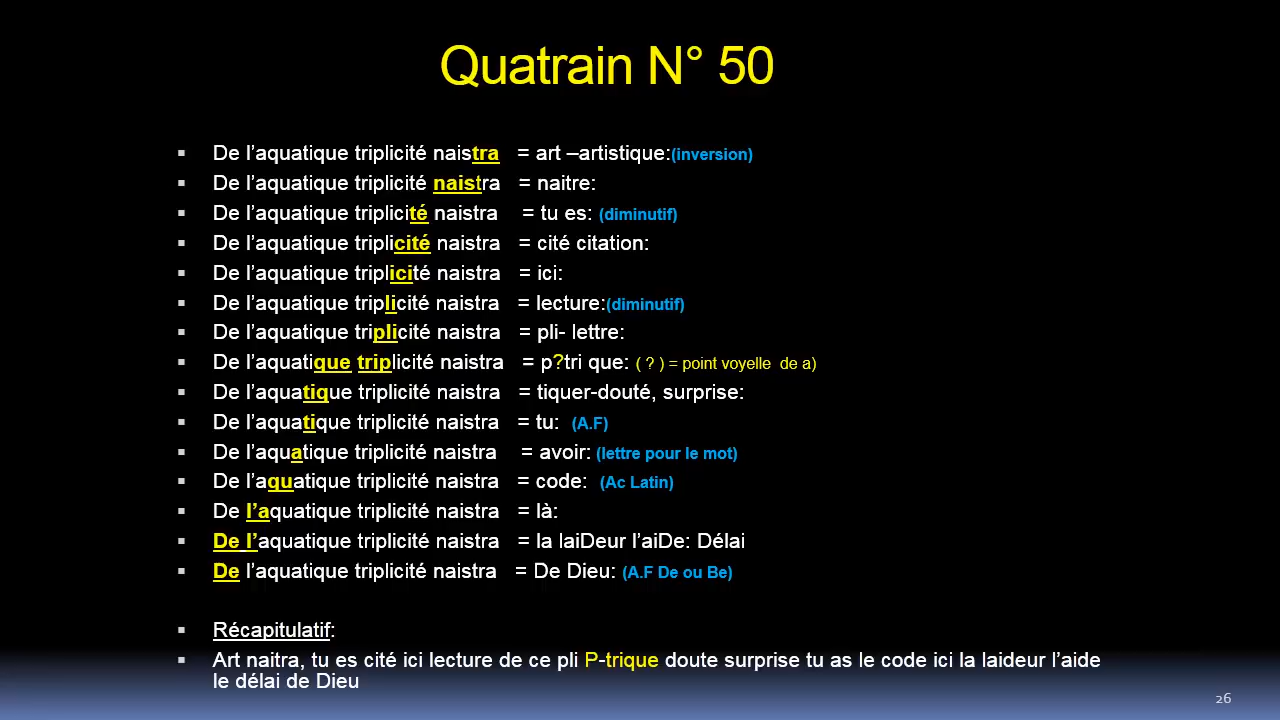 Quatrain N° 50
▪ De l’aquatique triplicité naistra = art –artistique:(inversion)
▪ De l’aquatique triplicité naistra = naitre:
▪ De l’aquatique triplicité naistra = tu es: (diminutif)
▪ De l’aquatique triplicité naistra = cité citation:
▪ De l’aquatique triplicité naistra = ici:
▪ De l’aquatique triplicité naistra = lecture:(diminutif)
▪ De l’aquatique triplicité naistra = pli- lettre:
▪ De l’aquatique triplicité naistra = p?tri que: ( ? ) = point voyelle de a)
▪ De l’aquatique triplicité naistra = tiquer-douté, surprise:
▪ De l’aquatique triplicité naistra = tu: (A.F)
▪ De l’aquatique triplicité naistra = avoir: (lettre pour le mot)
▪ De l’aquatique triplicité naistra = code: (Ac Latin)
▪ De l’aquatique triplicité naistra = là:
▪ De l’aquatique triplicité naistra = la laiDeur l’aiDe: Délai
▪ De l’aquatique triplicité naistra = De Dieu: (A.F De ou Be)
▪ Récapitulatif:
▪ Art naitra, tu es cité ici lecture de ce pli P-trique doute surprise tu as le code ici la laideur l’aide
le délai de Dieu
26